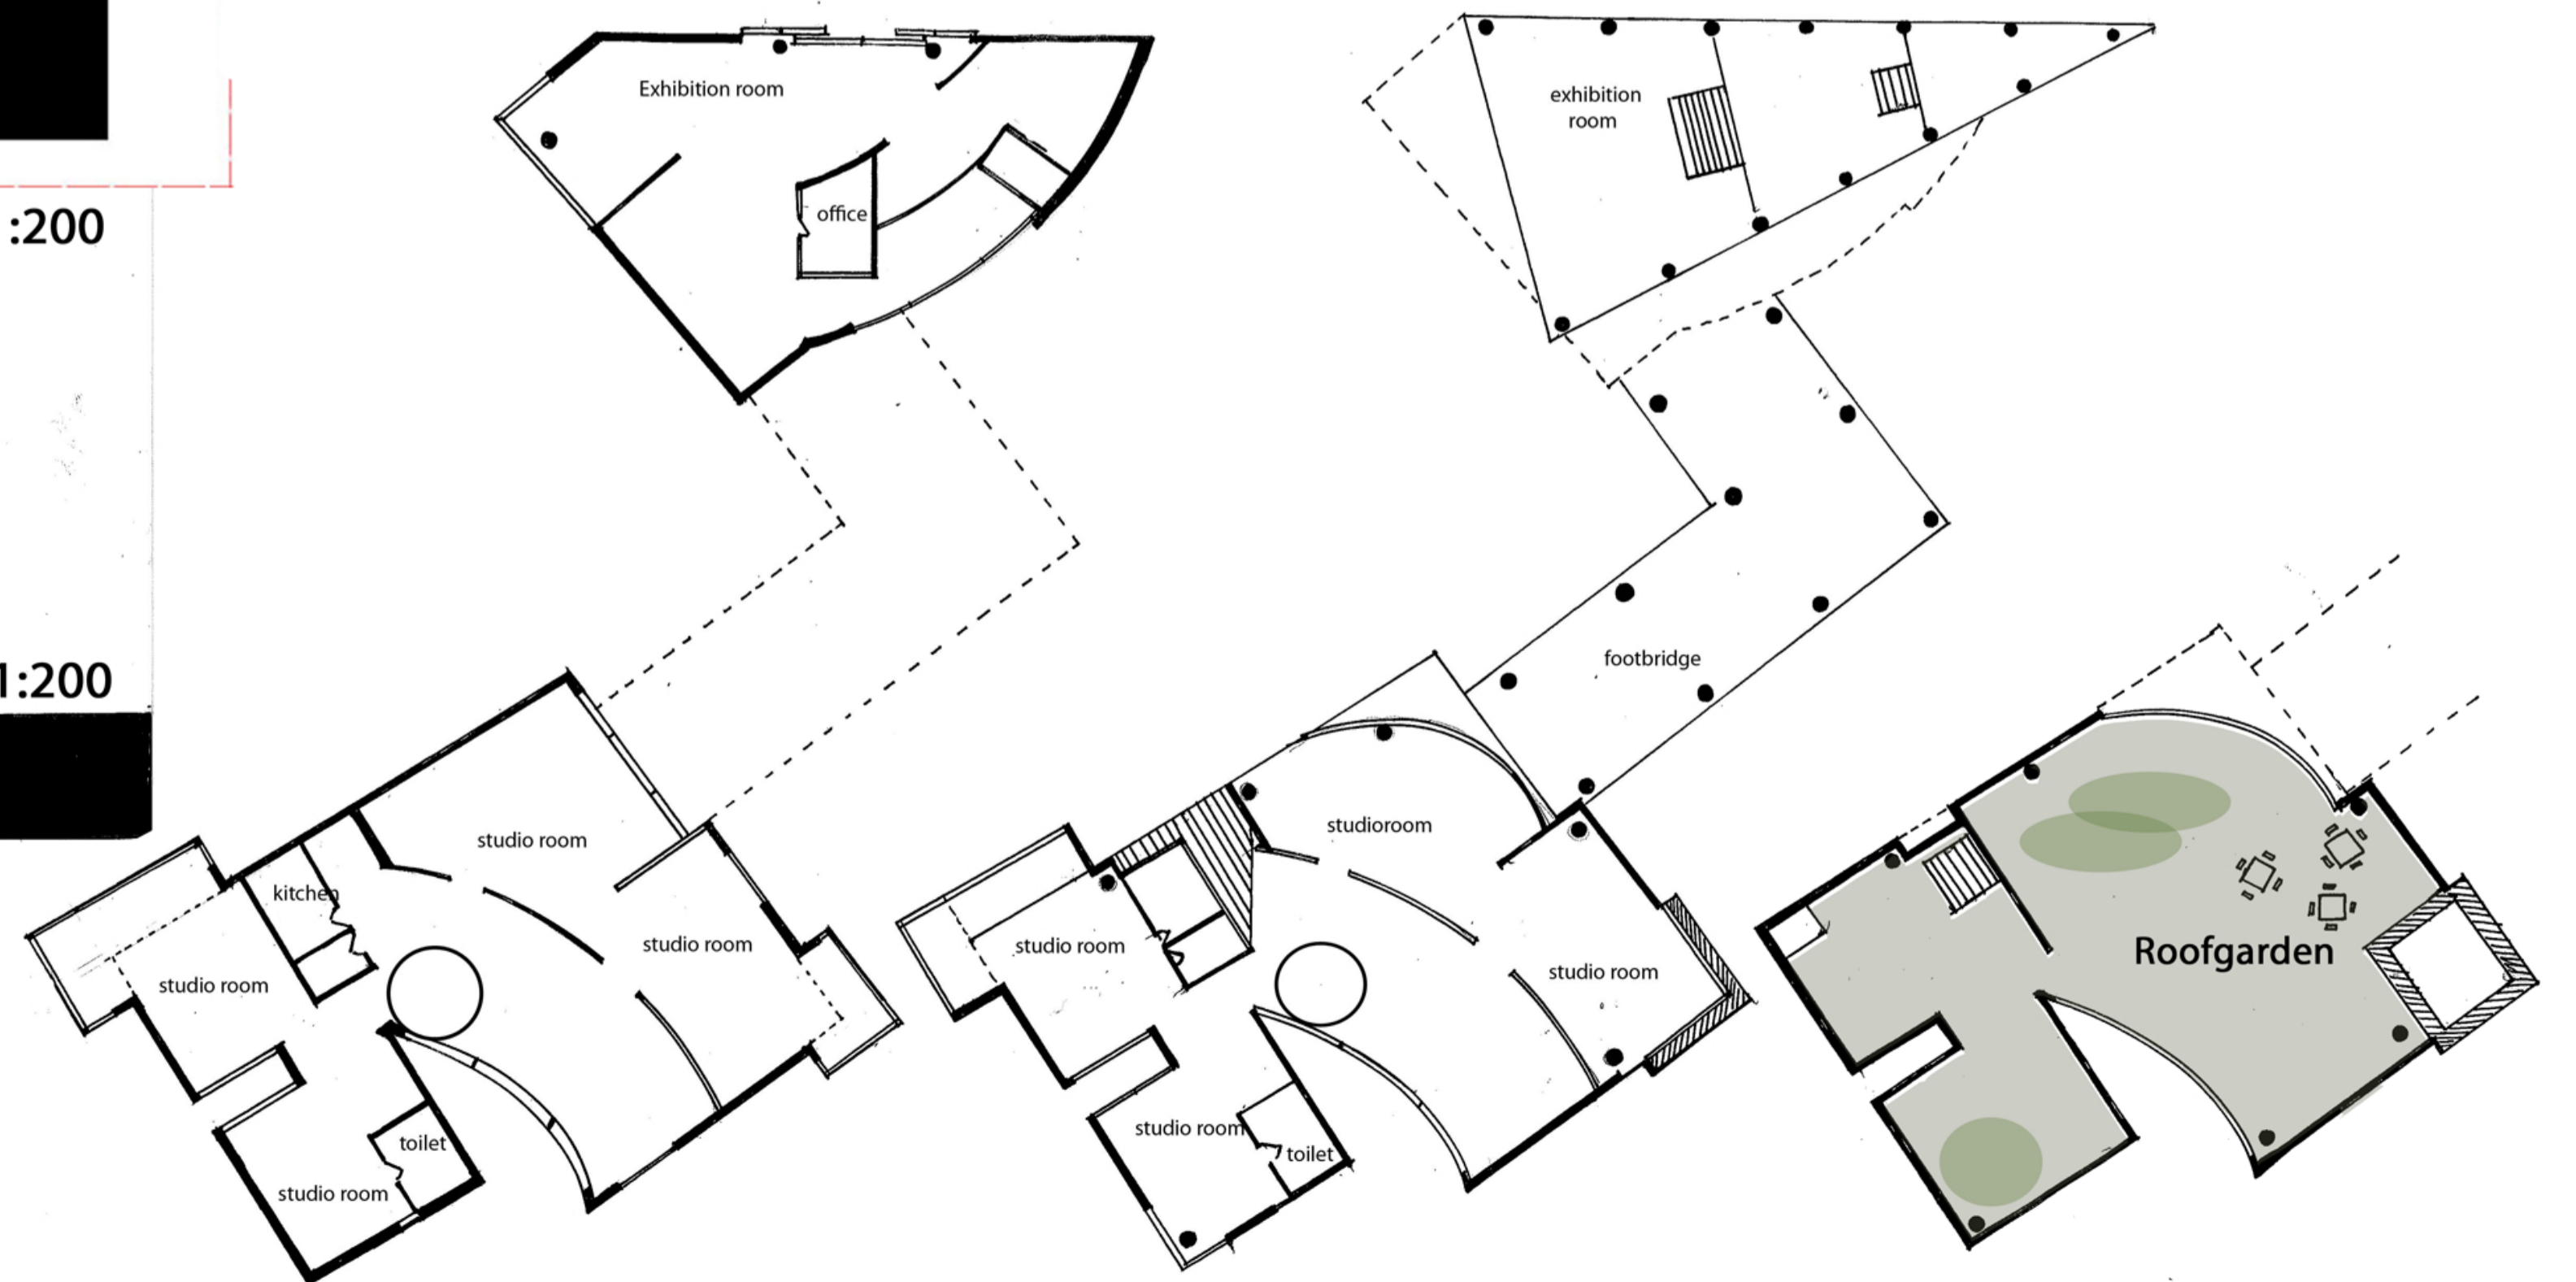 :200
1:200
Exhibition room
office
studio room
kitchen
studio room
studio room
toilet
studio room
exhibition
room
footbridge
studioroom
studio room
studio room
studio room
toilet
Roofgarden